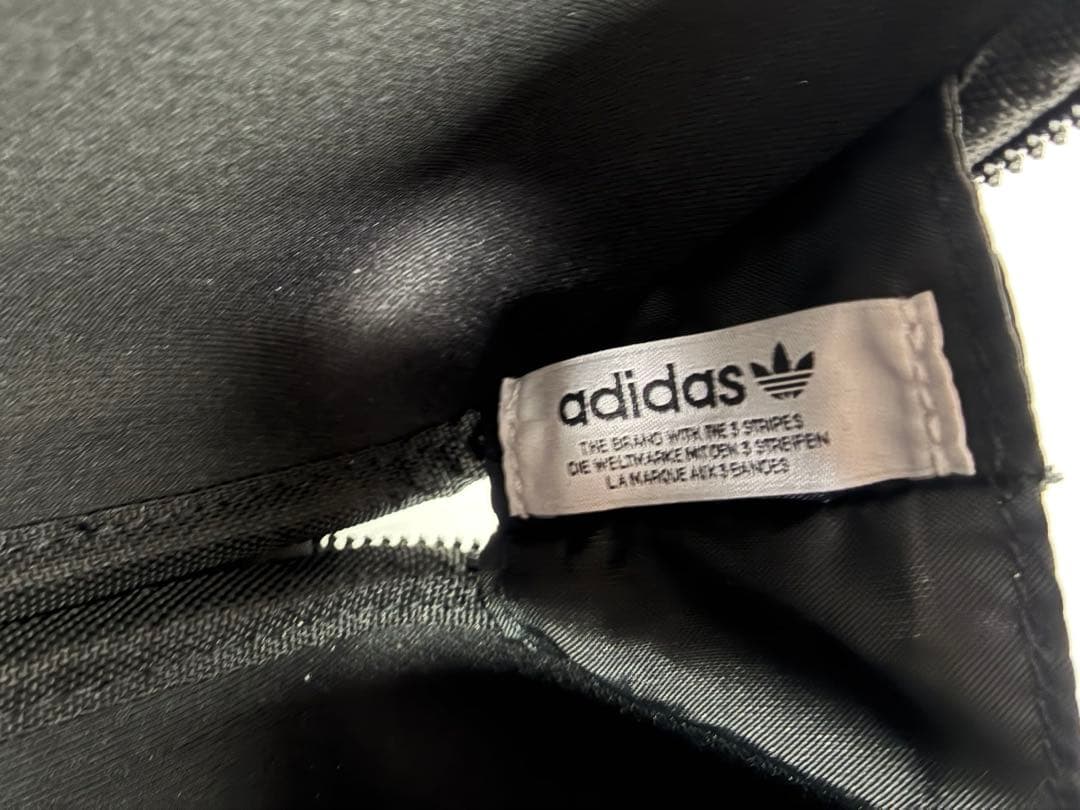 adidas
THE BRAND WITH THE 3 STRIPES
DIE WELTMARKE MIT DEN 3 STREIFEN
LA MARQUE AUX 3 BANDES